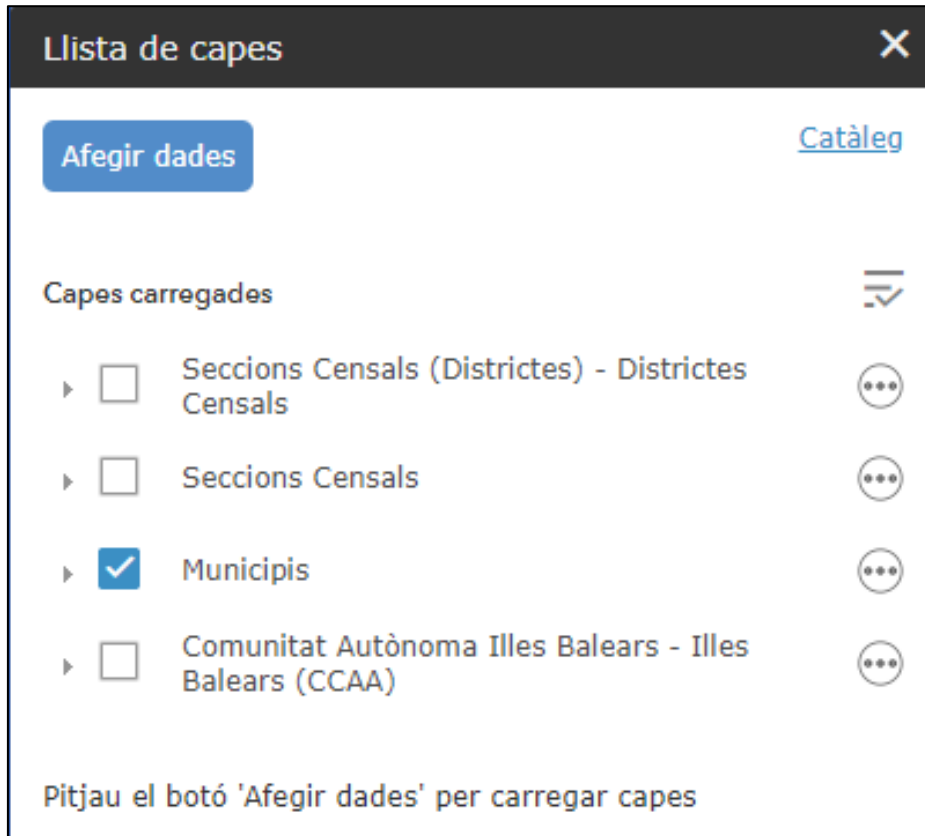 Llista de capes
Afegir dades
Catàleg
Capes carregades
Seccions Censals (Districtes) - Districtes
Censals
Seccions Censals
Municipis
Comunitat Autònoma Illes Balears - Illes
Balears (CCAA)
Pitjau el botó 'Afegir dades' per carregar capes